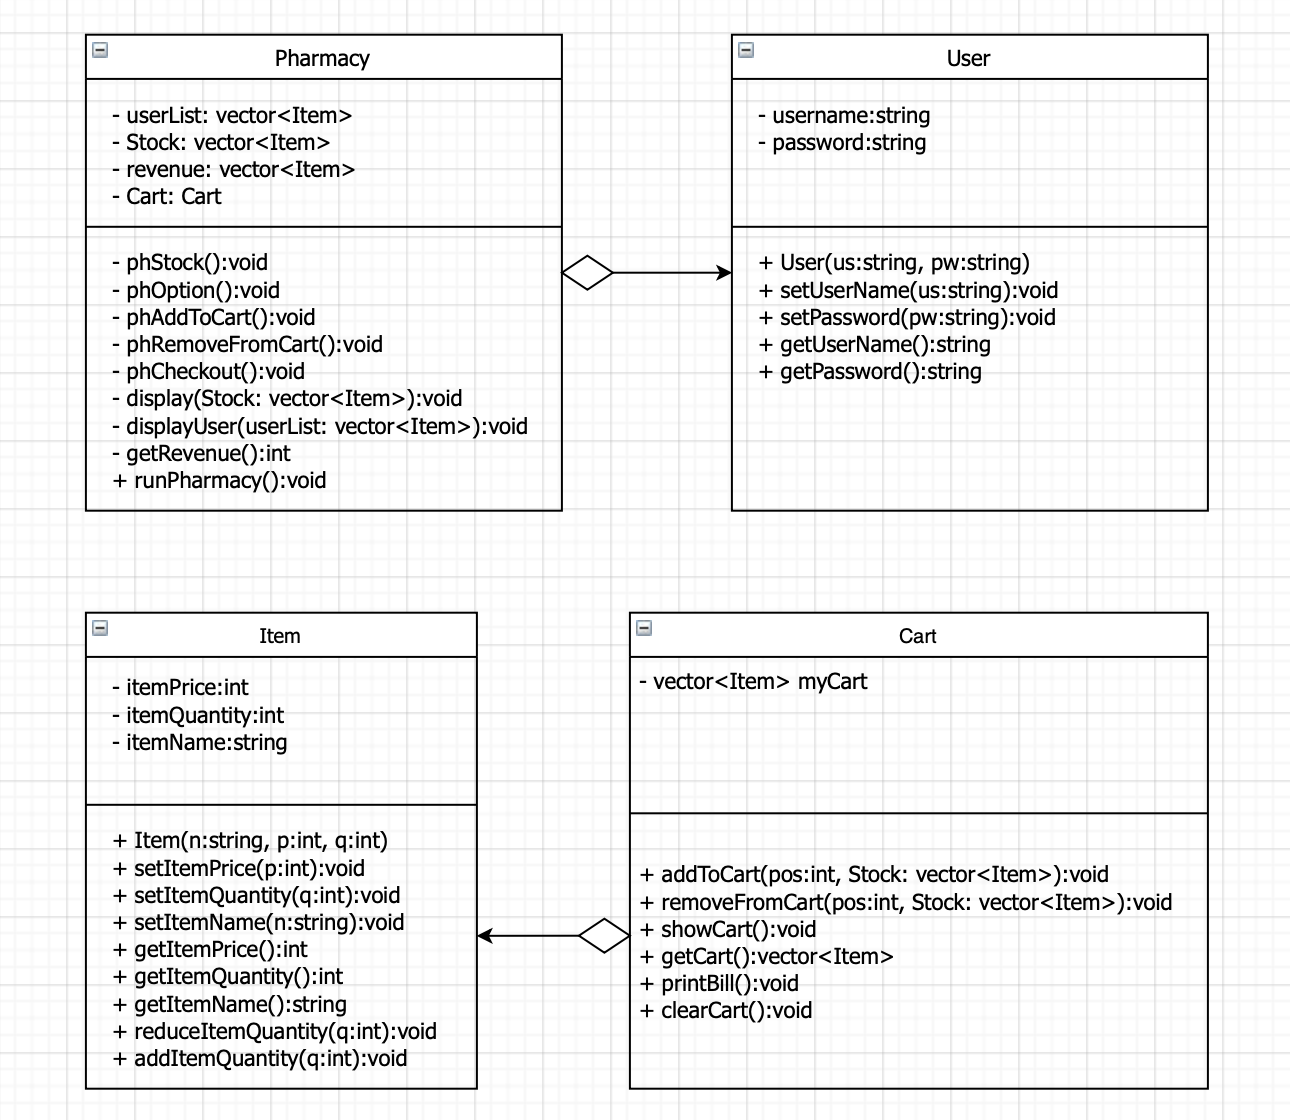 Pharmacy
- userList: vector<Item>
- Stock: vector<Item>
- revenue: vector<Item>
- Cart: Cart
- phStock():void
- phOption():void
- phAddToCart():void
- phRemoveFromCart():void
- phCheckout():void
- display(Stock: vector<Item>):void
- displayUser(userList: vector<Item>):void
- getRevenue():int
+ runPharmacy():void
User
- username:string
- password:string
+ User(us:string, pw:string)
+ setUserName(us:string):void
+ setPassword(pw:string):void
+ getUserName():string
+ getPassword():string
Item
- itemPrice:int
- itemQuantity:int
- itemName:string
+ Item(n:string, p:int, q:int)
+ setItemPrice(p:int):void
+ setItemQuantity(q:int):void
+ setItemName(n:string):void
+ getItemPrice():int
+ getItemQuantity():int
+ getItemName():string
+ reduceItemQuantity(q:int):void
+ addItemQuantity(q:int):void
Cart
- vector<Item> myCart
+ addToCart(pos:int, Stock: vector<Item>):void
+ removeFromCart(pos:int, Stock: vector<Item>):void
+ showCart():void
+ getCart():vector<Item>
+ printBill():void
+ clearCart():void